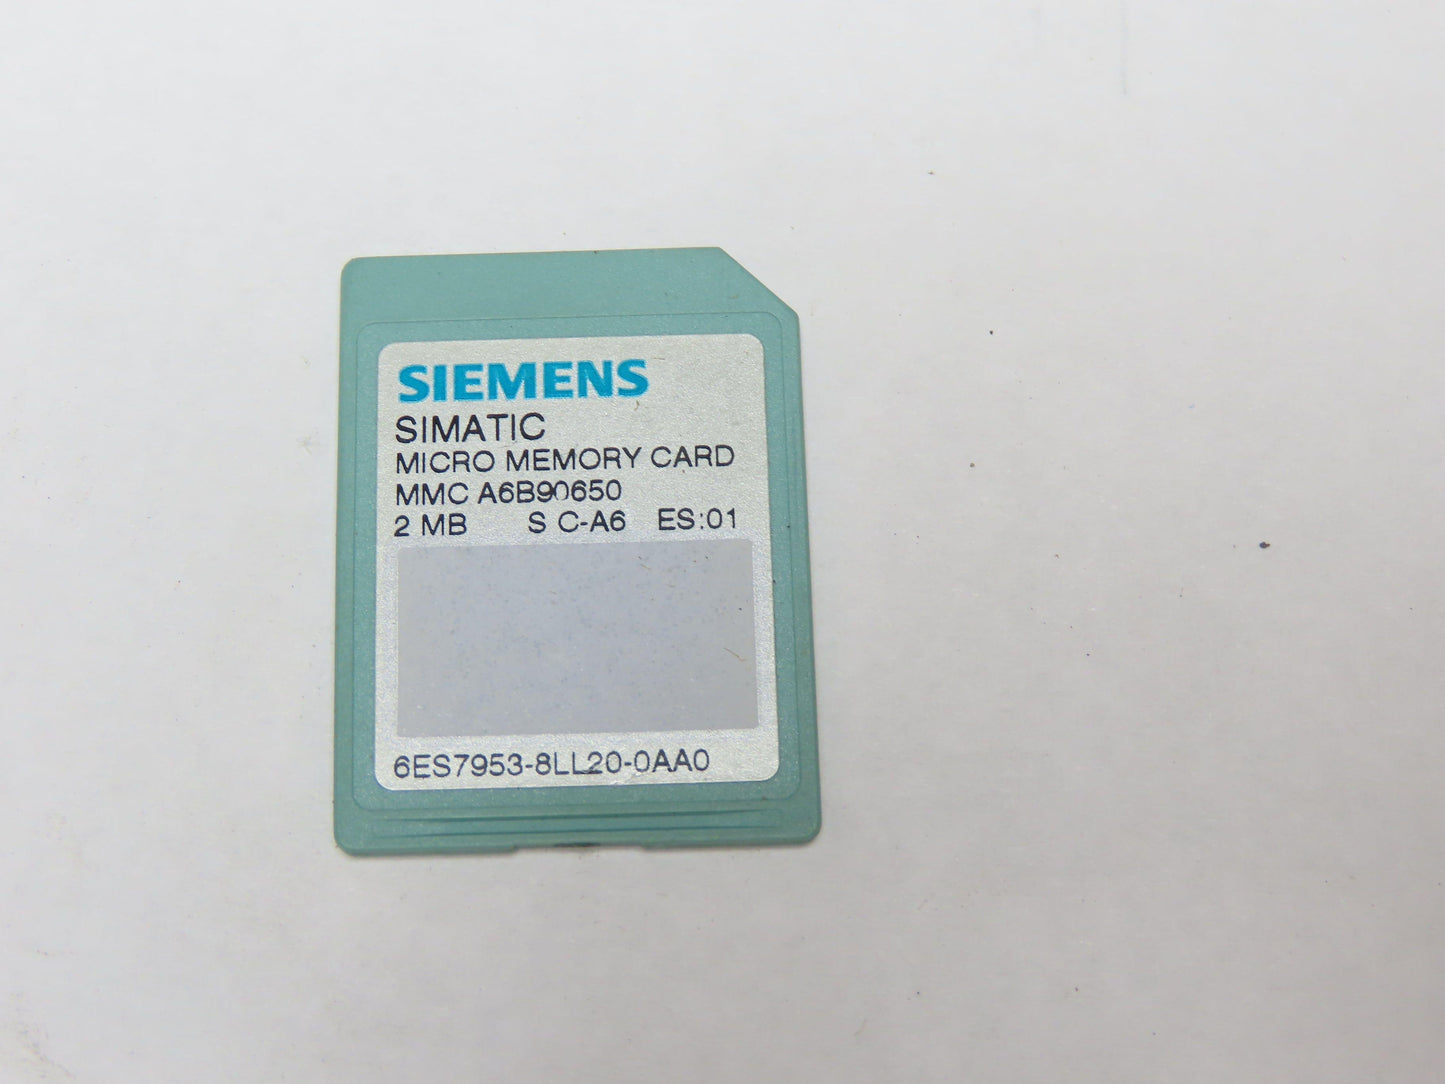 SIEMENS
SIMATIC
MICRO MEMORY CARD
MMC A6B90650
2 MB S C-A6 ES:01
6ES7953-8LL20-0AA0